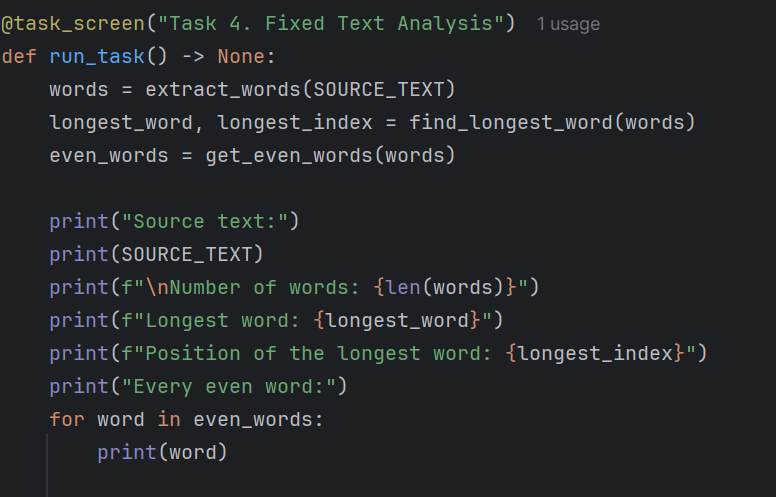 @task_screen("Task 4. Fixed Text Analysis") 1 usage
def run_task() -> None:
    words = extract_words(SOURCE_TEXT)
    longest_word, longest_index = find_longest_word(words)
    even_words = get_even_words(words)

    print("Source text:")
    print(SOURCE_TEXT)
    print(f"\nNumber of words: {len(words)}")
    print(f"Longest word: {longest_word}")
    print(f"Position of the longest word: {longest_index}")
    print("Every even word:")
    for word in even_words:
        print(word)